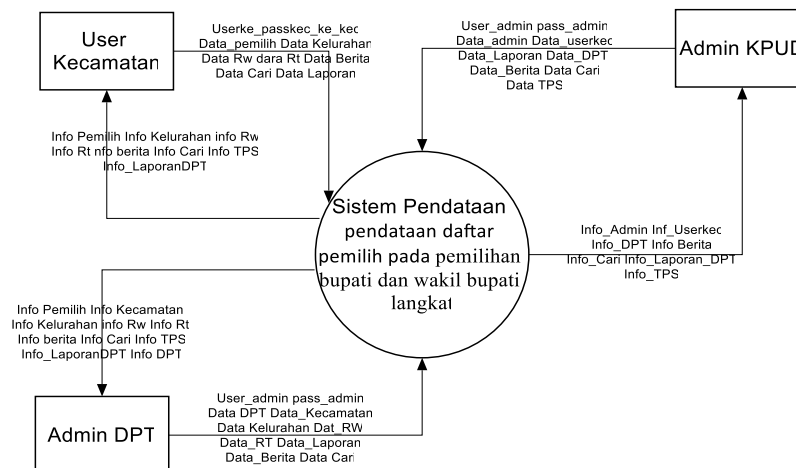 User
Kecamatan
Userke_passkec_ke_kec
Data_pemilih Data Kelurahan
Data Rw dara Rt Data Berita
Data Cari Data Laporan
User_admin pass_admin
Data_admin Data_userkec
Data_Laporan Data_DPT
Data_Berita Data Cari
Data TPS
Admin KPUD
Info Pemilih Info Kelurahan info Rw
Info Rt nfo berita Info Cari Info TPS
Info_LaporanDPT
Sistem Pendataan
pendataan daftar
pemilih pada pemilihan
bupati dan wakil bupati
langkat
Info_Admin Inf_Userkec
Info_DPT Info Berita
Info_Cari Info_Laporan_DPT
Info_TPS
Info Pemilih Info Kecamatan
Info Kelurahan info Rw Info Rt
Info berita Info Cari Info TPS
Info_LaporanDPT Info DPT
Admin DPT
User_admin pass_admin
Data DPT Data_Kecamatan
Data Kelurahan Dat_RW
Data_RT Data_Laporan
Data_Berita Data Cari